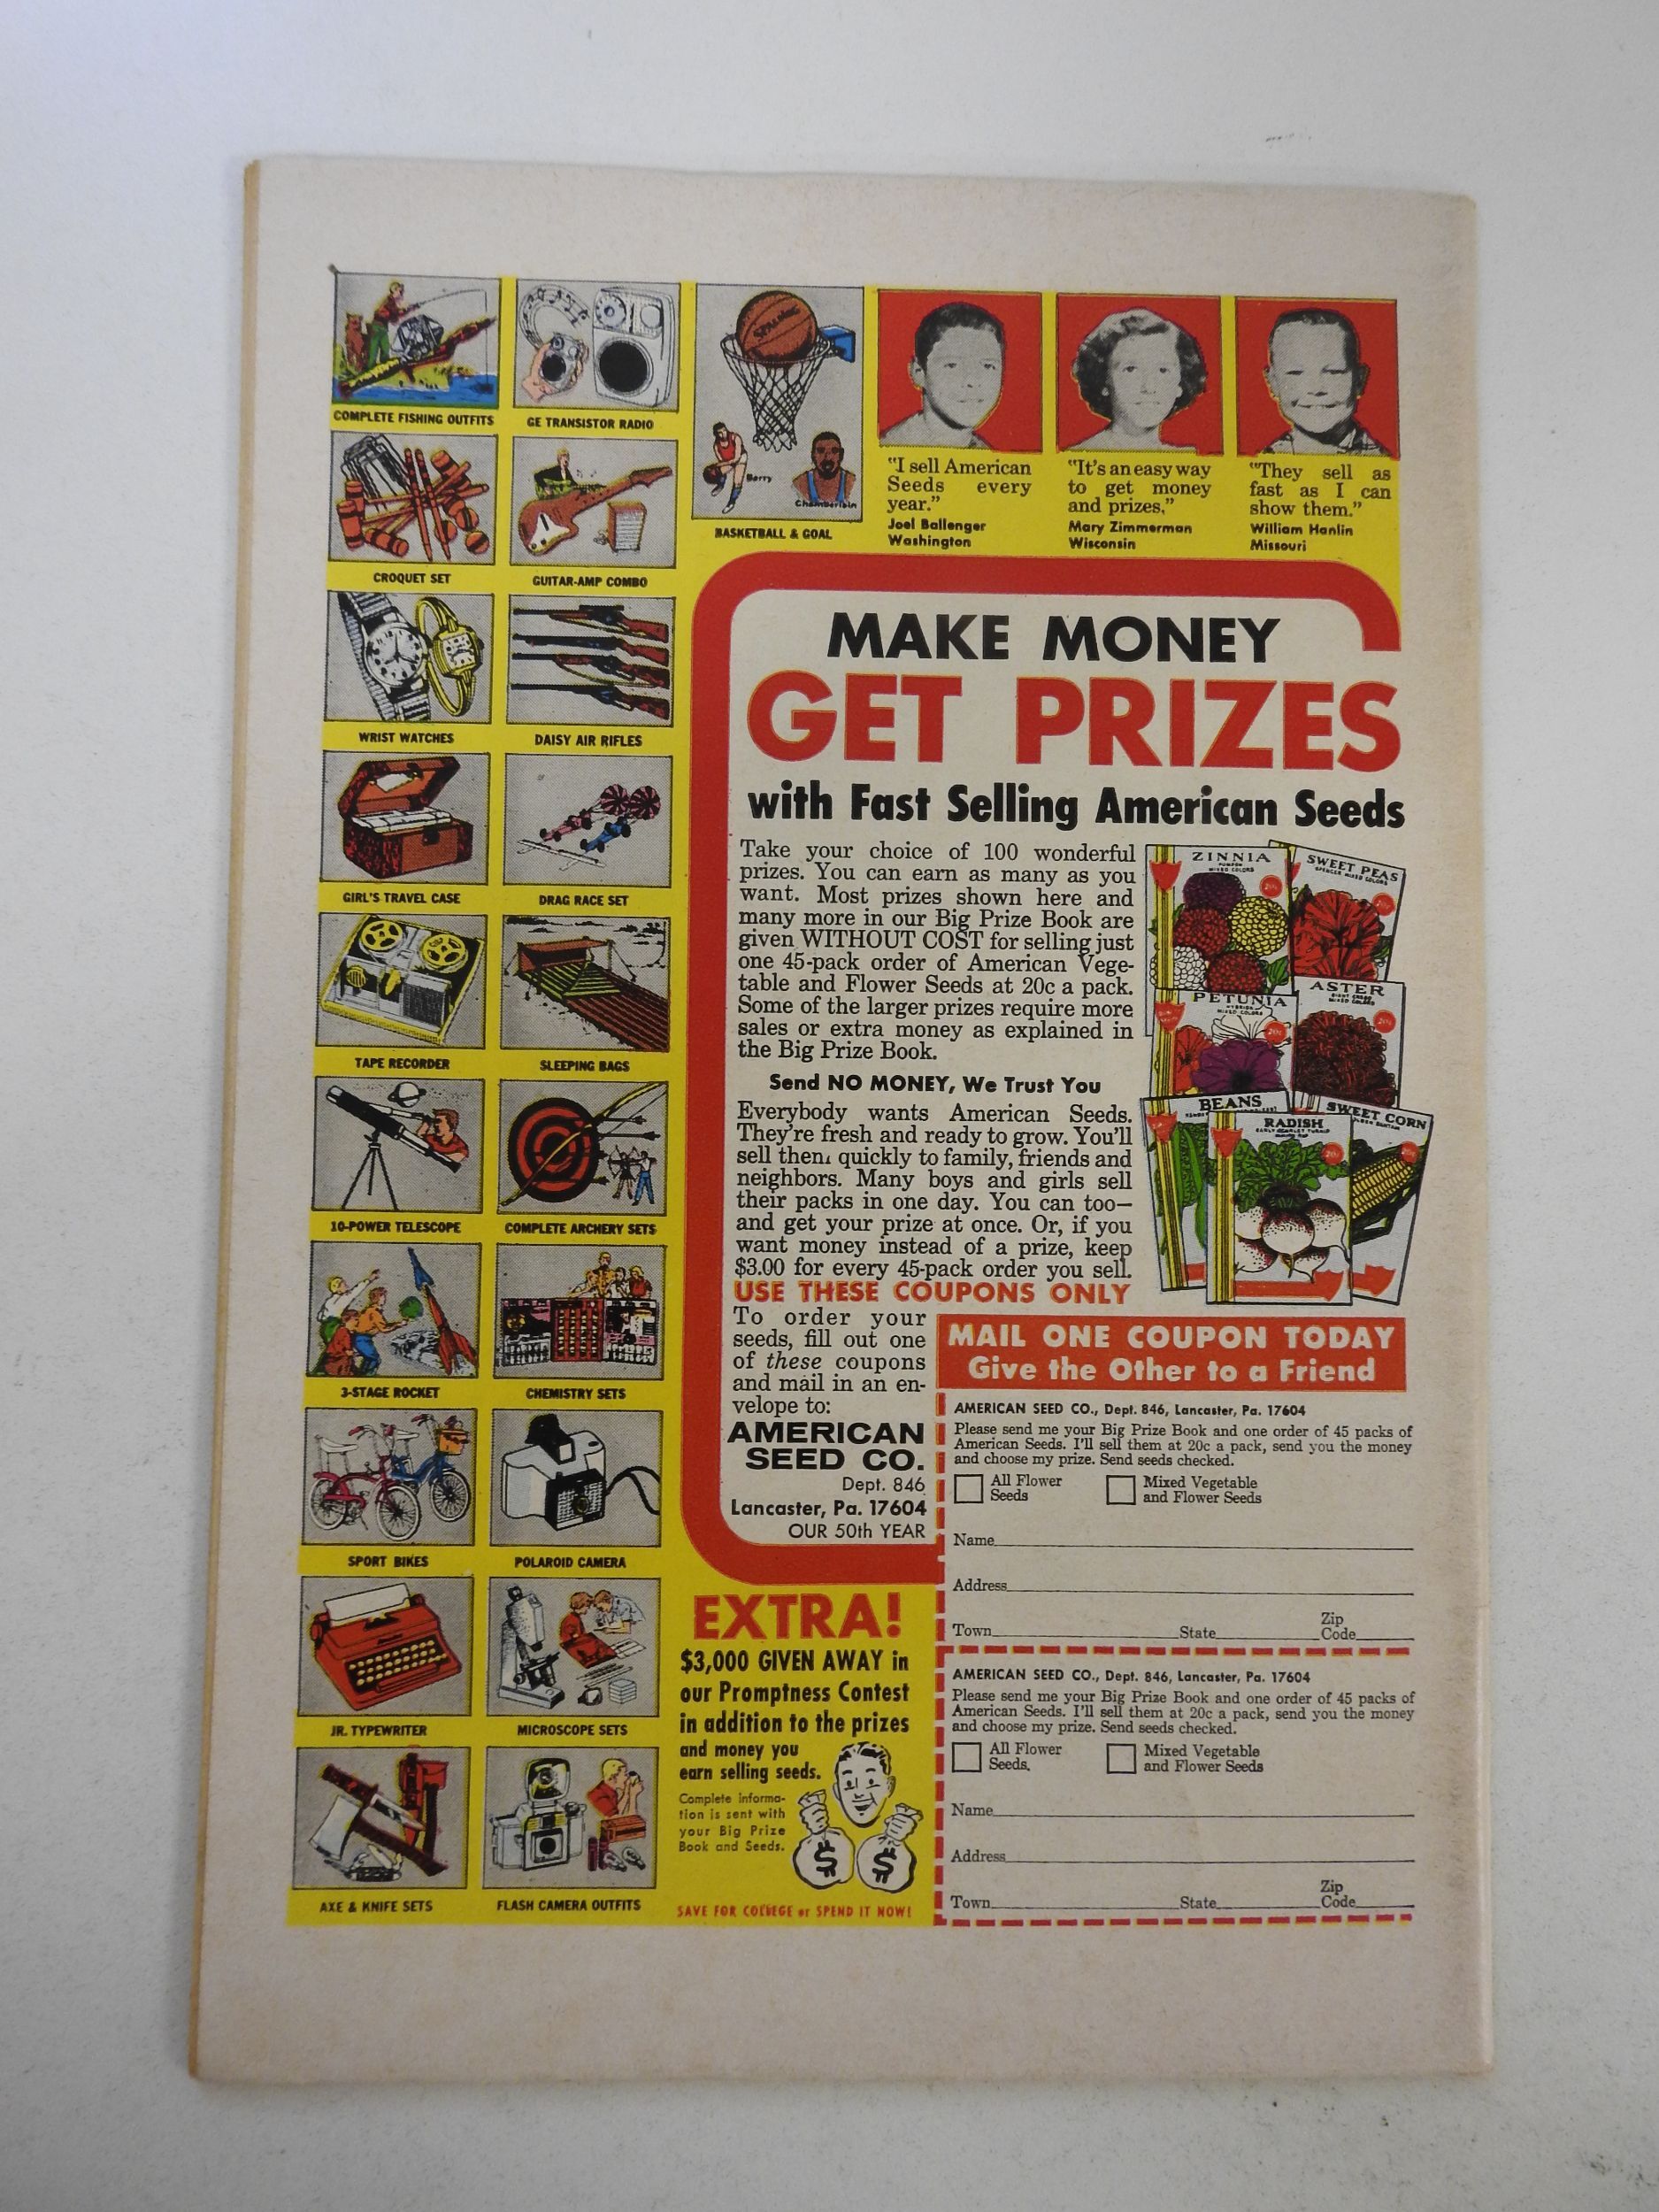 COMPLETE FISHING OUTFITS
GE TRANSISTOR RADIO
SPALDING
Barry
Chamberlain
BASKETBALL & GOAL
"I sell American
Seeds every
year."
Joel Ballenger
Washington
"It's an easy way
to get money
and prizes."
Mary Zimmerman
Wisconsin
"They sell as
fast as I can
show them."
William Hanlin
Missouri
CROQUET SET
GUITAR-AMP COMBO
WRIST WATCHES
DAISY AIR RIFLES
GIRL'S TRAVEL CASE
DRAG RACE SET
TAPE RECORDER
SLEEPING BAGS
10-POWER TELESCOPE
COMPLETE ARCHERY SETS
3-STAGE ROCKET
CHEMISTRY SETS
SPORT BIKES
POLAROID CAMERA
JR. TYPEWRITER
MICROSCOPE SETS
AXE & KNIFE SETS
FLASH CAMERA OUTFITS
MAKE MONEY
GET PRIZES
with Fast Selling American Seeds
Take your choice of 100 wonderful
prizes. You can earn as many as you
want. Most prizes shown here and
many more in our Big Prize Book are
given WITHOUT COST for selling just
one 45-pack order of American Vege-
table and Flower Seeds at 20c a pack.
Some of the larger prizes require more
sales or extra money as explained in
the Big Prize Book.
Send NO MONEY, We Trust You
Everybody wants American Seeds.
They're fresh and ready to grow. You'll
sell them quickly to family, friends and
neighbors. Many boys and girls sell
their packs in one day. You can too—
and get your prize at once. Or, if you
want money instead of a prize, keep
$3.00 for every 45-pack order you sell.
USE THESE COUPONS ONLY
To order your
seeds, fill out one
of these coupons
and mail in an en-
velope to:
AMERICAN
SEED CO.
Dept. 846
Lancaster, Pa. 17604
OUR 50th YEAR
ZINNIA
MIXED COLORS
20¢
SWEET PEAS
SPENCER MIXED COLORS
20¢
PETUNIA
MIXED COLORS
20¢
ASTER
MIXED COLORS
20¢
BEANS
RADISH
20¢
SWEET CORN
20¢
MAIL ONE COUPON TODAY
Give the Other to a Friend
AMERICAN SEED CO., Dept. 846, Lancaster, Pa. 17604
Please send me your Big Prize Book and one order of 45 packs of
American Seeds. I'll sell them at 20c a pack, send you the money
and choose my prize. Send seeds checked.
All Flower
Seeds
Mixed Vegetable
and Flower Seeds
Name
Address
Town State Zip Code
AMERICAN SEED CO., Dept. 846, Lancaster, Pa. 17604
Please send me your Big Prize Book and one order of 45 packs of
American Seeds. I'll sell them at 20c a pack, send you the money
and choose my prize. Send seeds checked.
All Flower
Seeds.
Mixed Vegetable
and Flower Seeds
Name
Address
Town State Zip Code
EXTRA!
$3,000 GIVEN AWAY in
our Promptness Contest
in addition to the prizes
and money you
earn selling seeds.
Complete informa-
tion is sent with
your Big Prize
Book and Seeds.
$ $
SAVE FOR COLLEGE or SPEND IT NOW!